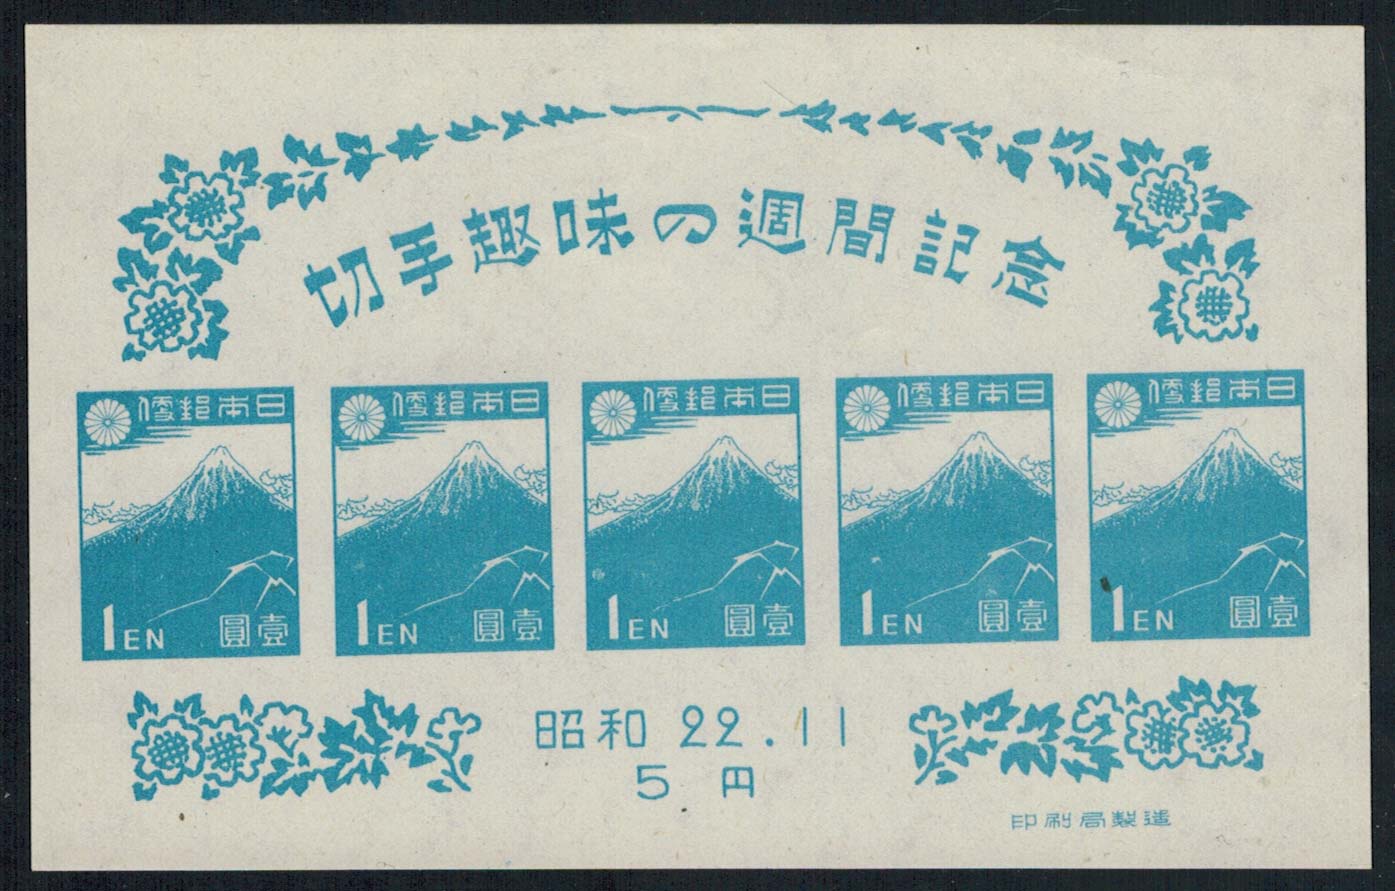 切手趣味の週間記念
日本郵便
日本郵便
日本郵便
日本郵便
日本郵便
1EN 壹圓
1EN 壹圓
1EN 壹圓
1EN 壹圓
1EN 壹圓
昭和 22.11
5 円
印刷局製造